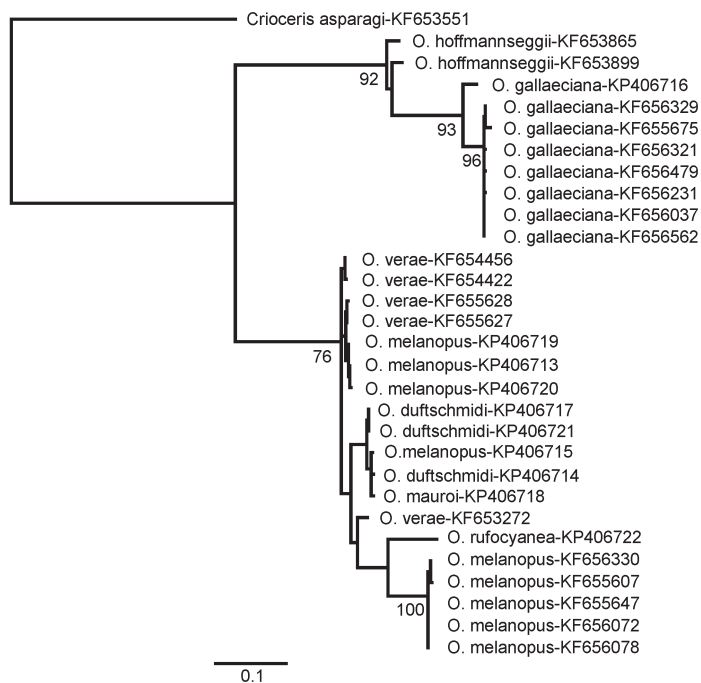 Crioceris asparagi-KF653551
O. hoffmannseggii-KF653865
O. hoffmannseggii-KF653899
92
O. gallaeciana-KP406716
O. gallaeciana-KF656329
93
O. gallaeciana-KF655675
O. gallaeciana-KF656321
96
O. gallaeciana-KF656479
O. gallaeciana-KF656231
O. gallaeciana-KF656037
O. gallaeciana-KF656562
O. verae-KF654456
O. verae-KF654422
O. verae-KF655628
O. verae-KF655627
O. melanopus-KP406719
76
O. melanopus-KP406713
O. melanopus-KP406720
O. duftschmidi-KP406717
O. duftschmidi-KP406721
O.melanopus-KP406715
O. duftschmidi-KP406714
O. mauroi-KP406718
O. verae-KF653272
O. rufocyanea-KP406722
O. melanopus-KF656330
O. melanopus-KF655607
O. melanopus-KF655647
100
O. melanopus-KF656072
O. melanopus-KF656078
0.1